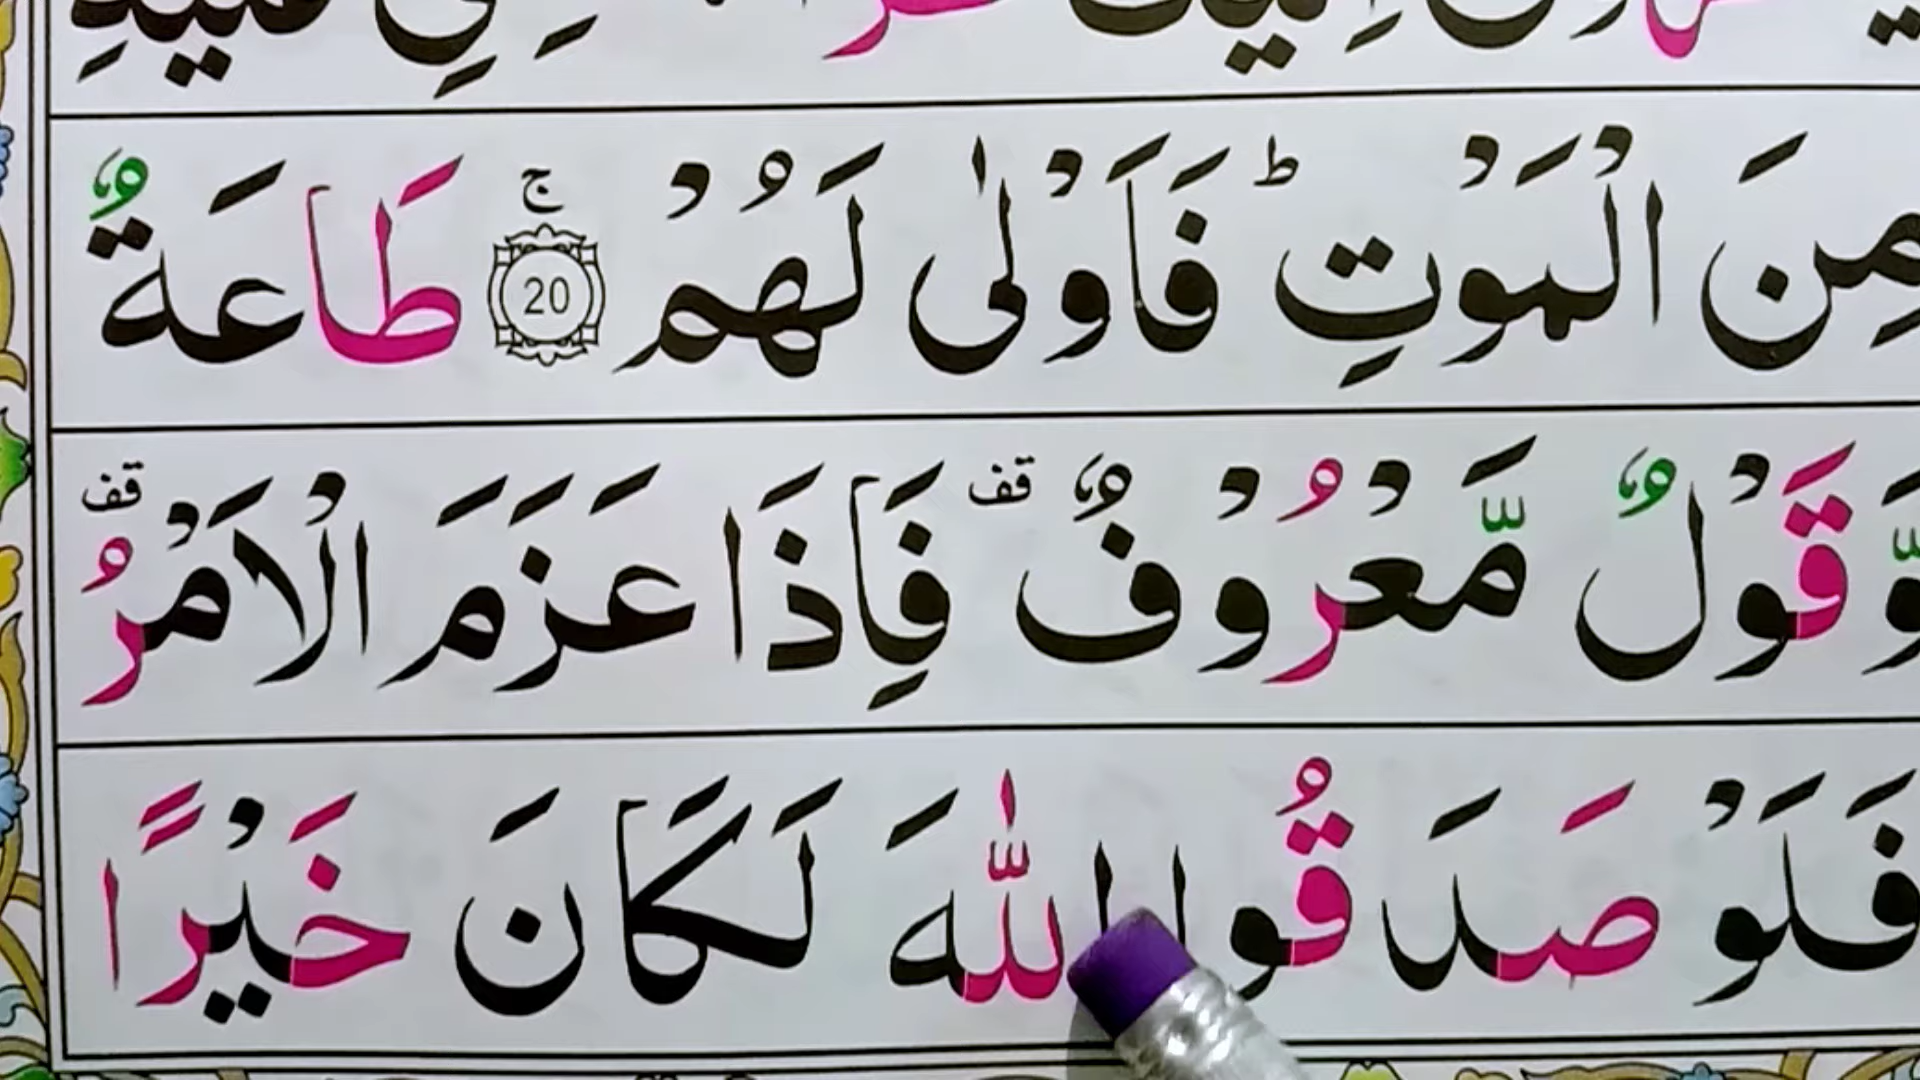 مِنَ الْمَوْتِ ؕ فَاَوْلٰى لَهُمْ ۚ 20 طَاعَةٌ
وَّقَوْلٌ مَّعْرُوْفٌ قف فَاِذَا عَزَمَ الْاَمْرُ قف
فَلَوْ صَدَقُوا اللّٰهَ لَكَانَ خَيْرًا